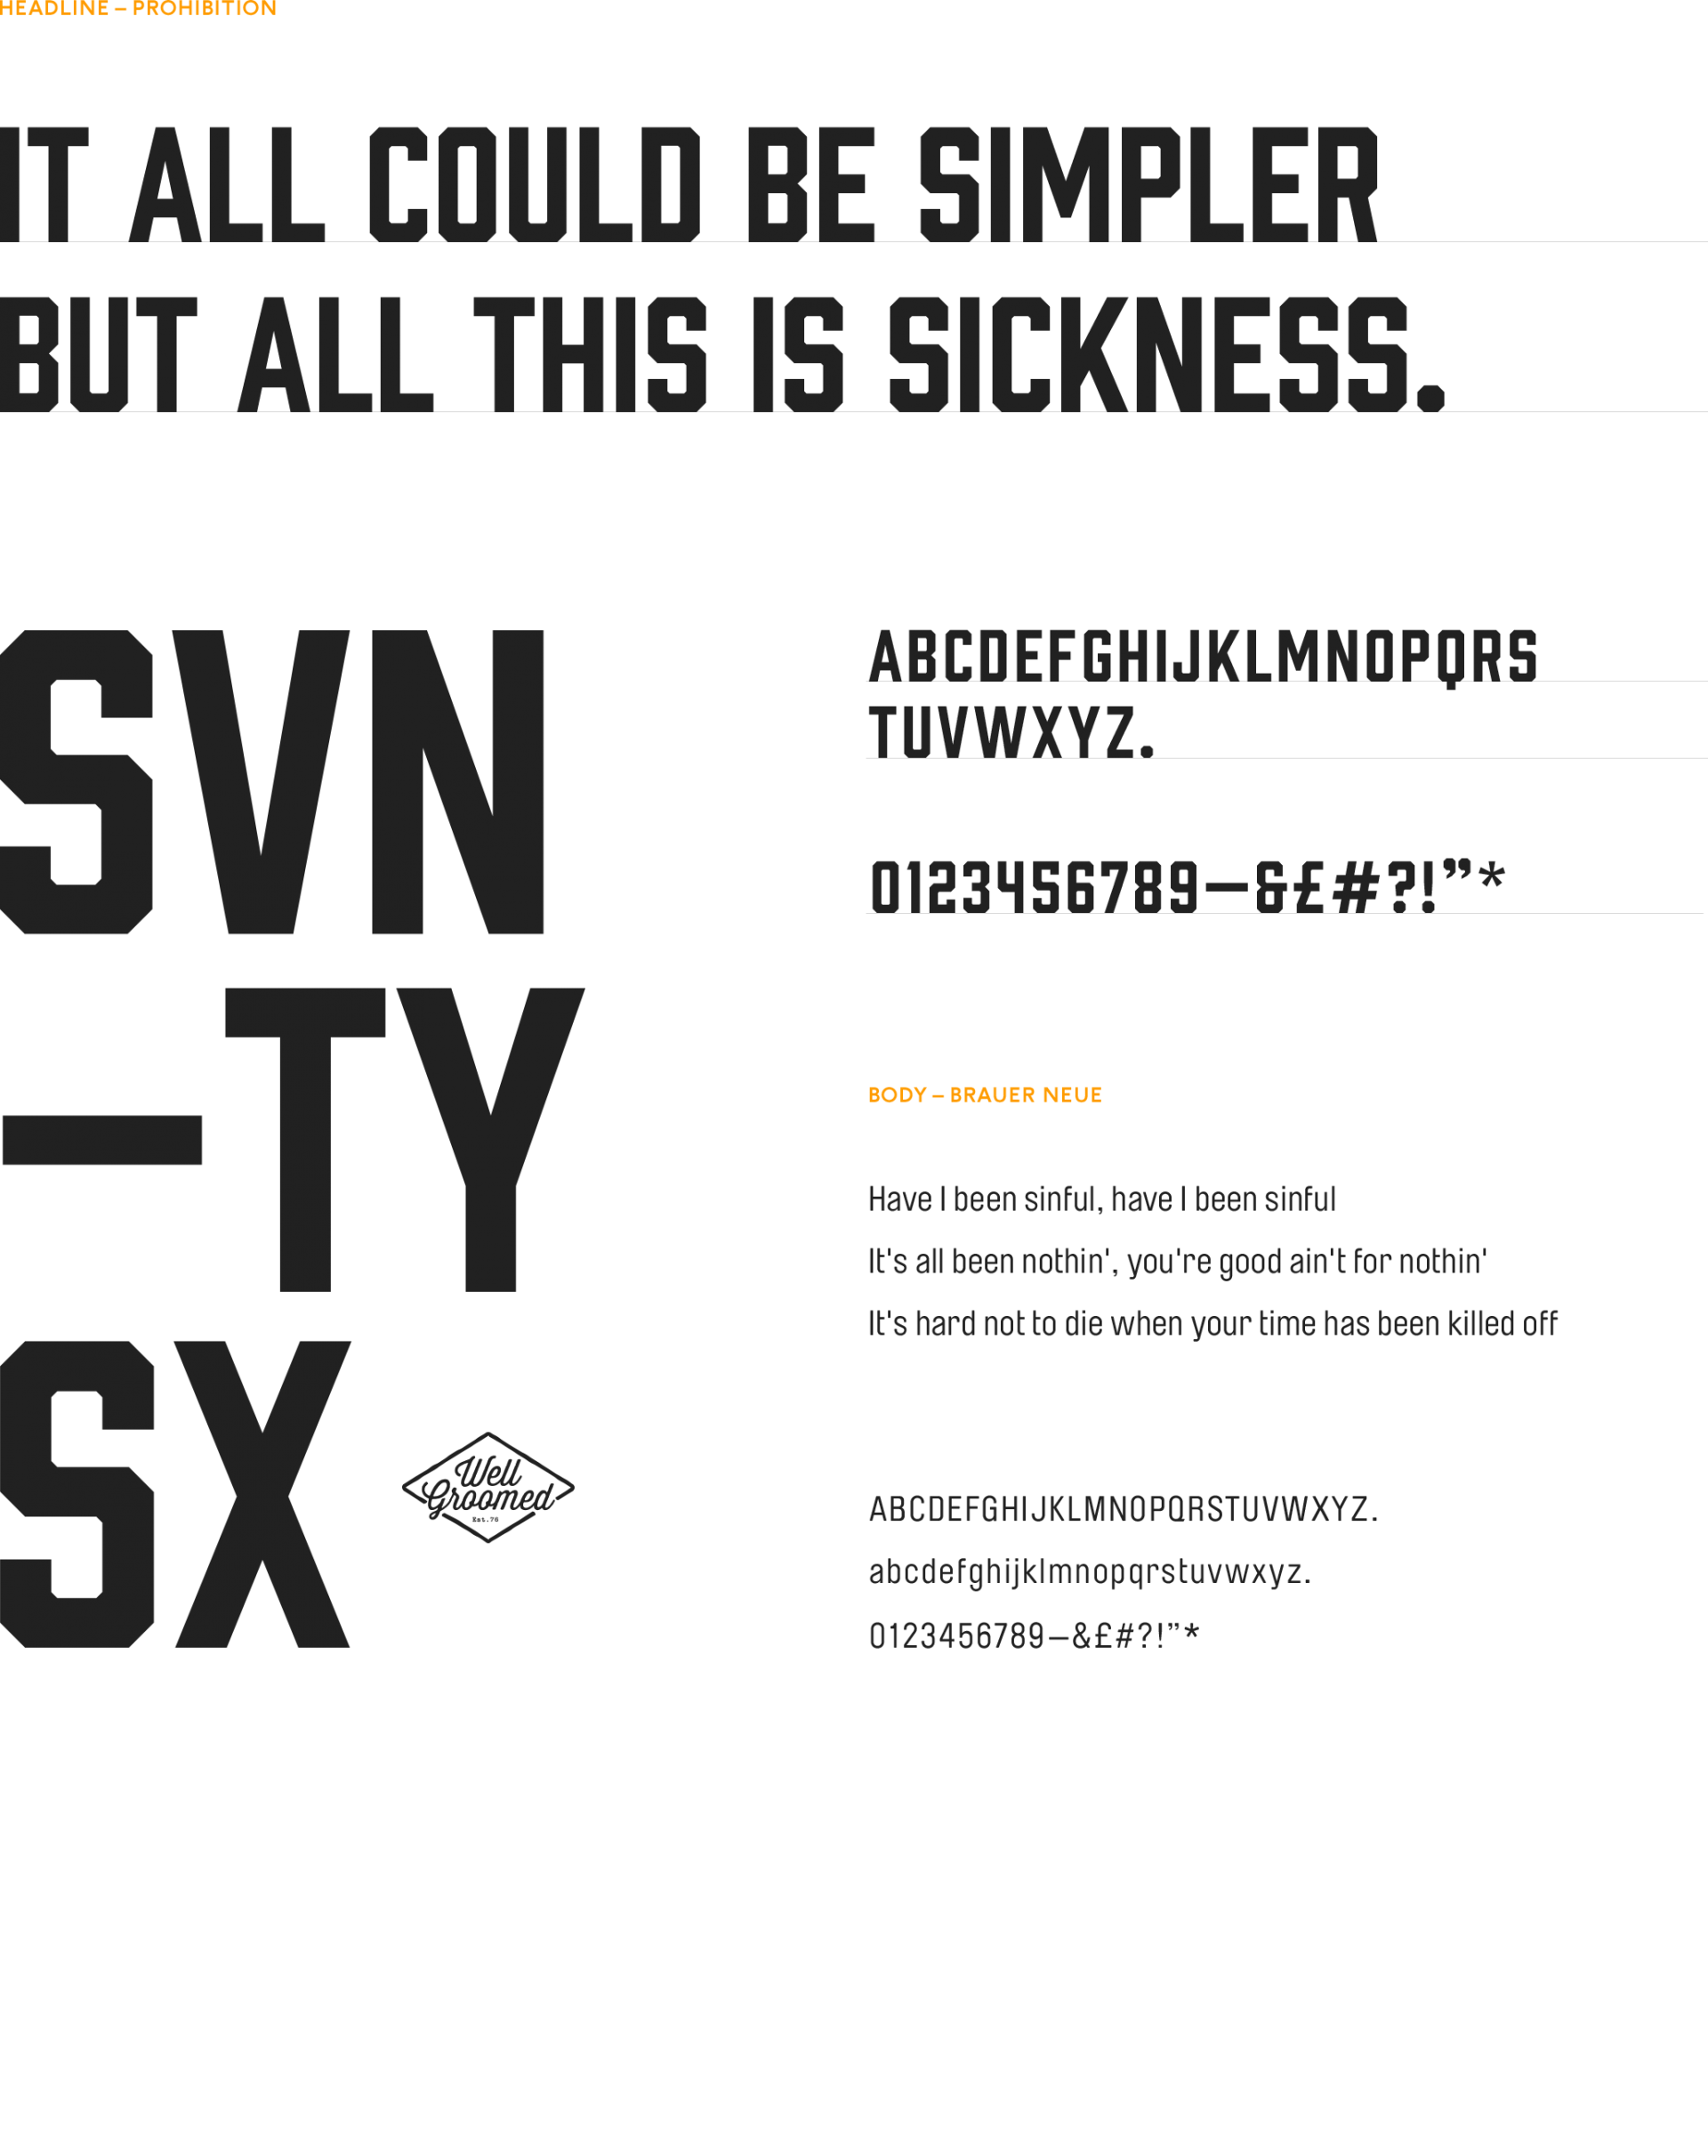 HEADLINE – PROHIBITION
IT ALL COULD BE SIMPLER
BUT ALL THIS IS SICKNESS.
SVN
–TY
SX
Well
Groomed
Est.76
ABCDEFGHIJKLMNOPQRS
TUVWXYZ.
0123456789—&£#?!”*
BODY – BRAUER NEUE
Have I been sinful, have I been sinful
It's all been nothin', you're good ain't for nothin'
It's hard not to die when your time has been killed off
ABCDEFGHIJKLMNOPQRSTUVWXYZ.
abcdefghijklmnopqrstuvwxyz.
0123456789—&£#?!”*